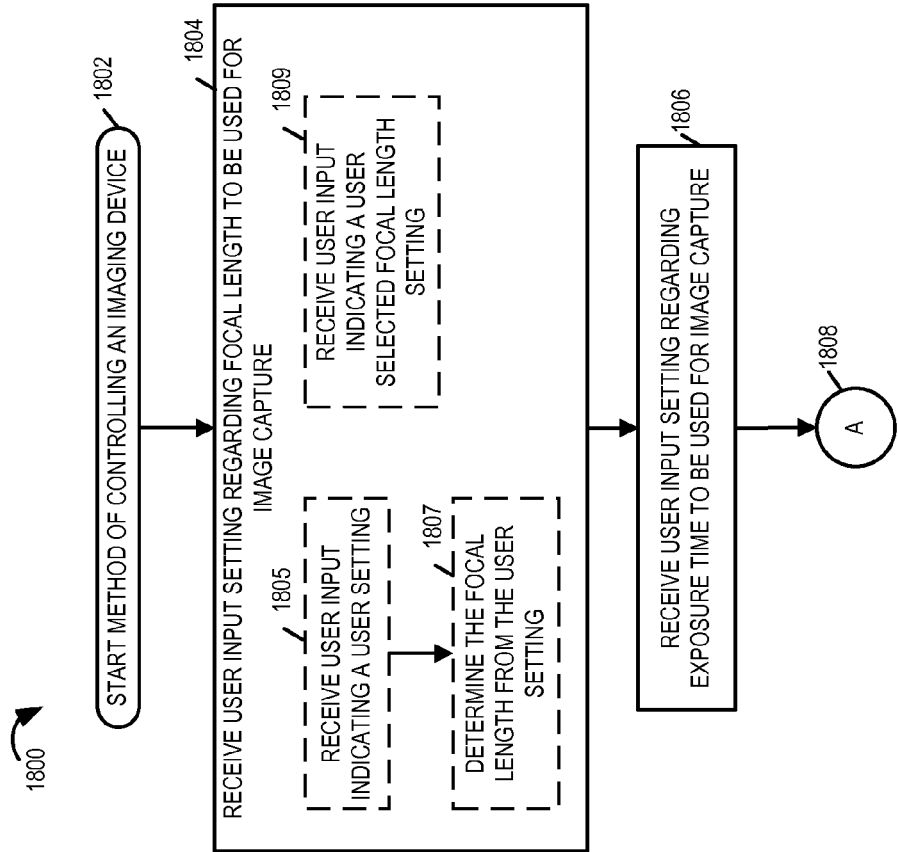 1800
START METHOD OF CONTROLLING AN IMAGING DEVICE
1802
RECEIVE USER INPUT SETTING REGARDING FOCAL LENGTH TO BE USED FOR
IMAGE CAPTURE
1804
RECEIVE USER INPUT
INDICATING A USER SETTING
1805
DETERMINE THE FOCAL
LENGTH FROM THE USER
SETTING
1807
RECEIVE USER INPUT
INDICATING A USER
SELECTED FOCAL LENGTH
SETTING
1809
RECEIVE USER INPUT SETTING REGARDING
EXPOSURE TIME TO BE USED FOR IMAGE CAPTURE
1806
A
1808